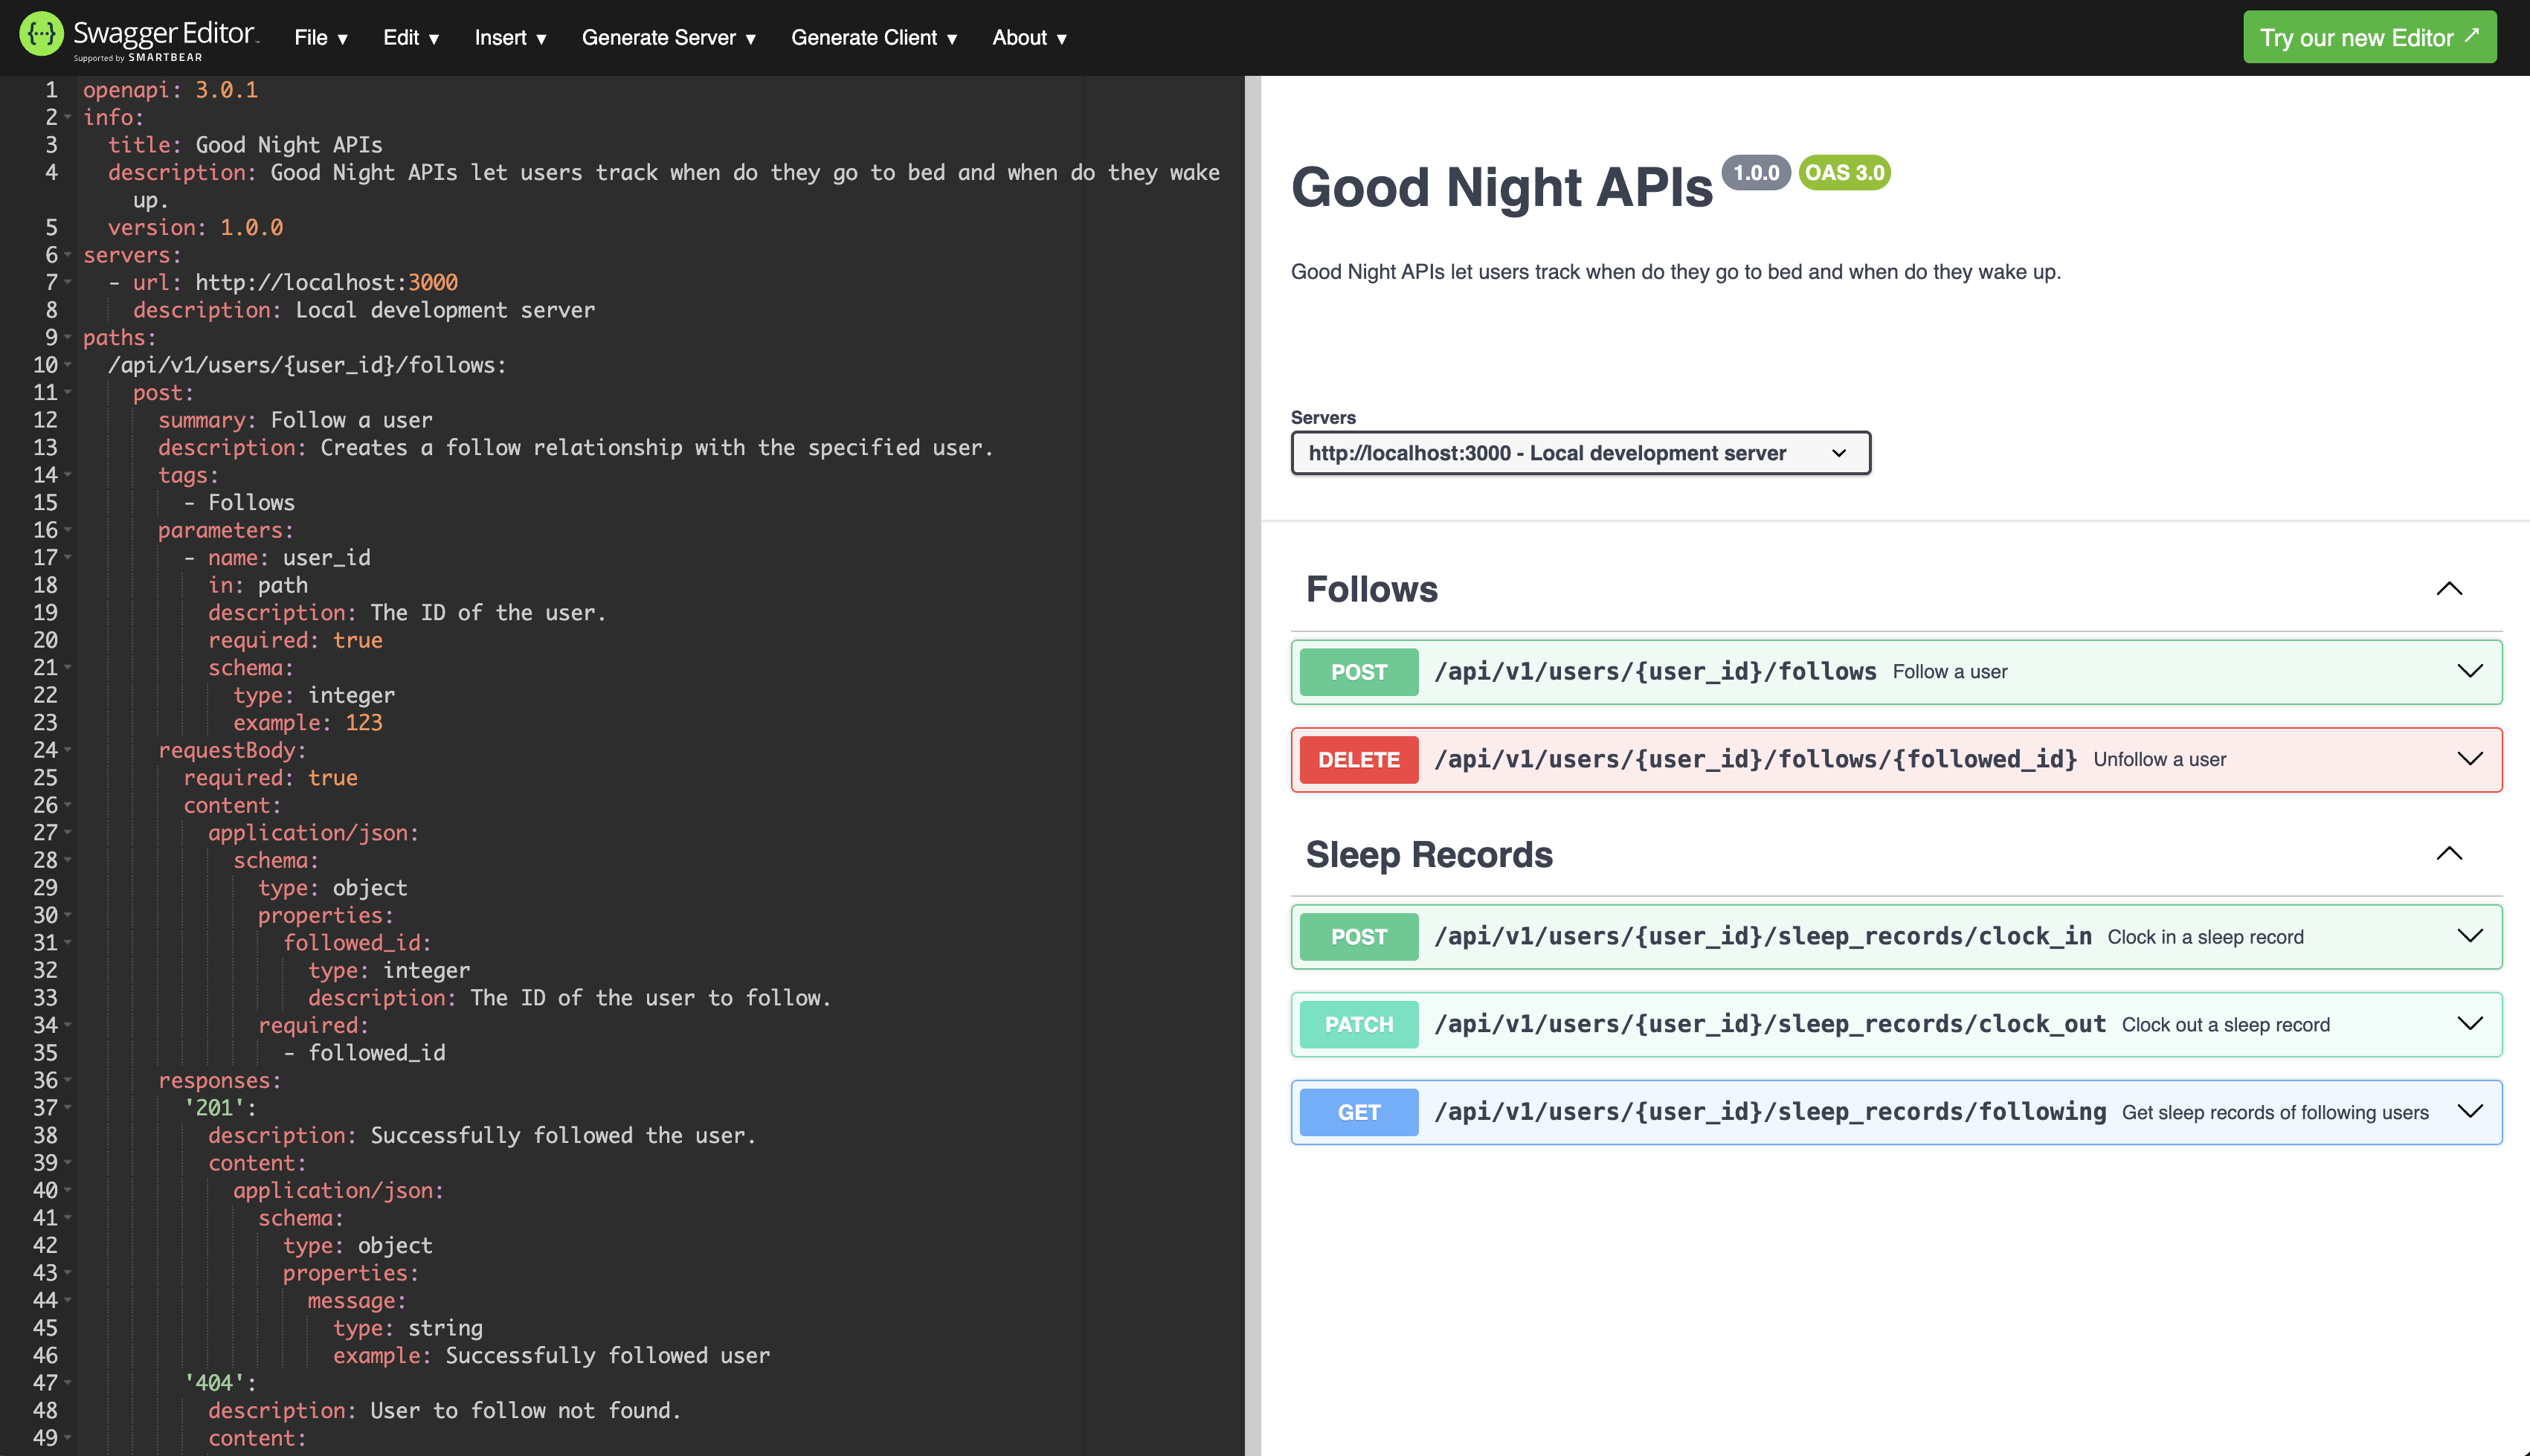 Swagger Editor
Supported by SMARTBEAR
File ▼ Edit ▼ Insert ▼ Generate Server ▼ Generate Client ▼ About ▼
Try our new Editor ↗
1 openapi: 3.0.1
2 info:
3 title: Good Night APIs
4 description: Good Night APIs let users track when do they go to bed and when do they wake
up.
5 version: 1.0.0
6 servers:
7 - url: http://localhost:3000
8 description: Local development server
9 paths:
10 /api/v1/users/{user_id}/follows:
11 post:
12 summary: Follow a user
13 description: Creates a follow relationship with the specified user.
14 tags:
15 - Follows
16 parameters:
17 - name: user_id
18 in: path
19 description: The ID of the user.
20 required: true
21 schema:
22 type: integer
23 example: 123
24 requestBody:
25 required: true
26 content:
27 application/json:
28 schema:
29 type: object
30 properties:
31 followed_id:
32 type: integer
33 description: The ID of the user to follow.
34 required:
35 - followed_id
36 responses:
37 '201':
38 description: Successfully followed the user.
39 content:
40 application/json:
41 schema:
42 type: object
43 properties:
44 message:
45 type: string
46 example: Successfully followed user
47 '404':
48 description: User to follow not found.
49 content:
Good Night APIs 1.0.0 OAS 3.0
Good Night APIs let users track when do they go to bed and when do they wake up.
Servers
http://localhost:3000 - Local development server
Follows
POST /api/v1/users/{user_id}/follows Follow a user
DELETE /api/v1/users/{user_id}/follows/{followed_id} Unfollow a user
Sleep Records
POST /api/v1/users/{user_id}/sleep_records/clock_in Clock in a sleep record
PATCH /api/v1/users/{user_id}/sleep_records/clock_out Clock out a sleep record
GET /api/v1/users/{user_id}/sleep_records/following Get sleep records of following users